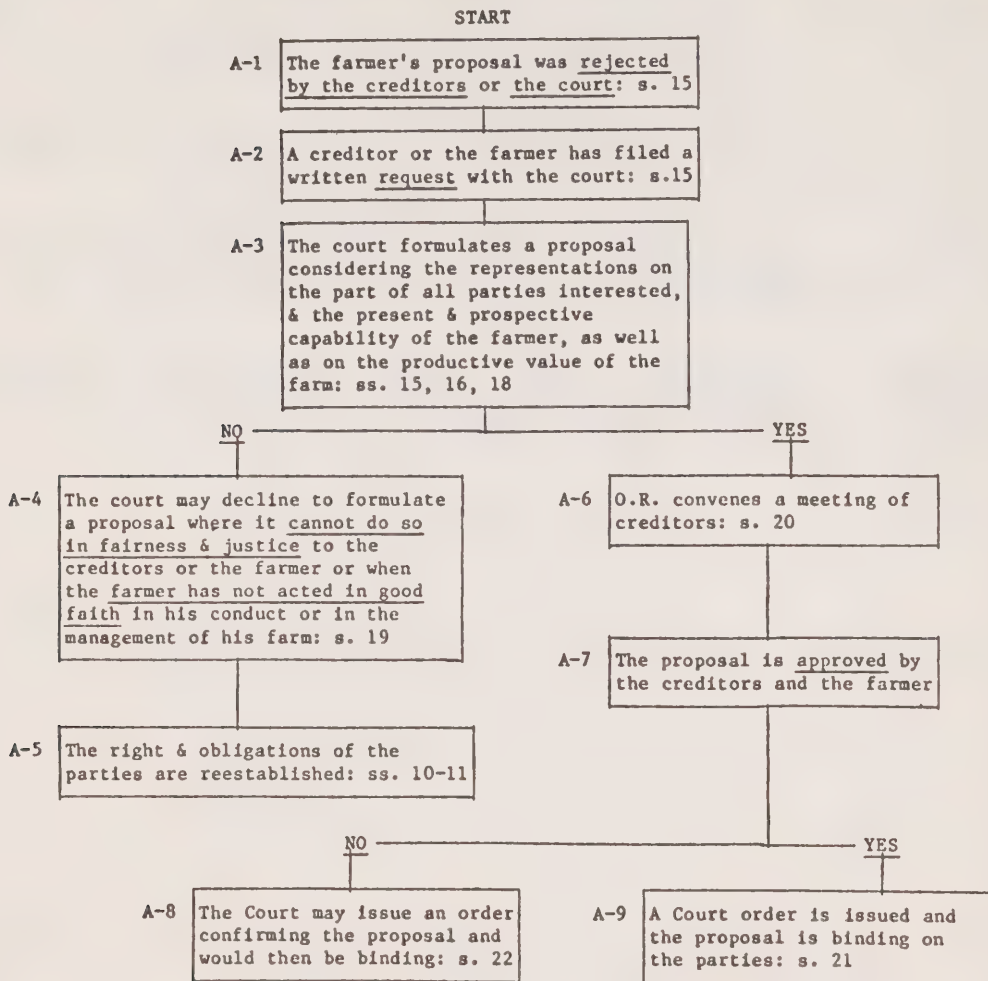 START
A-1 The farmer's proposal was rejected
by the creditors or the court: s. 15
A-2 A creditor or the farmer has filed a
written request with the court: s.15
A-3 The court formulates a proposal
considering the representations on
the part of all parties interested,
& the present & prospective
capability of the farmer, as well
as on the productive value of the
farm: ss. 15, 16, 18
NO
YES
A-4 The court may decline to formulate
a proposal where it cannot do so
in fairness & justice to the
creditors or the farmer or when
the farmer has not acted in good
faith in his conduct or in the
management of his farm: s. 19
A-6 O.R. convenes a meeting of
creditors: s. 20
A-7 The proposal is approved by
the creditors and the farmer
A-5 The right & obligations of the
parties are reestablished: ss. 10-11
NO
YES
A-8 The Court may issue an order
confirming the proposal and
would then be binding: s. 22
A-9 A Court order is issued and
the proposal is binding on
the parties: s. 21